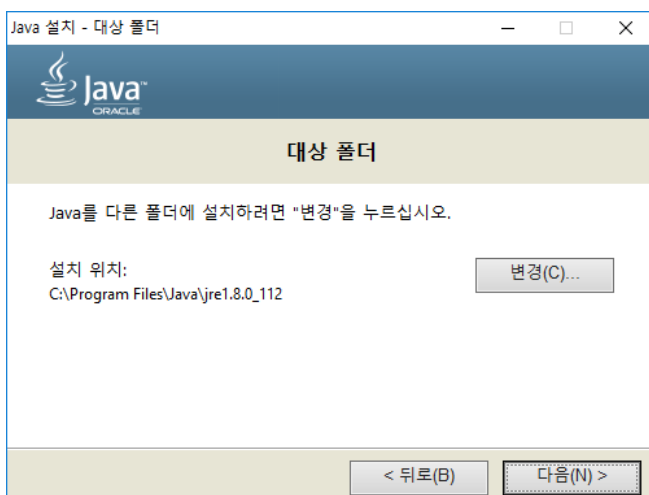 Java 설치 - 대상 폴더
Java™
ORACLE
대상 폴더
Java를 다른 폴더에 설치하려면 "변경"을 누르십시오.
설치 위치:
변경(C)...
C:\Program Files\Java\jre1.8.0_112
< 뒤로(B)
다음(N) >